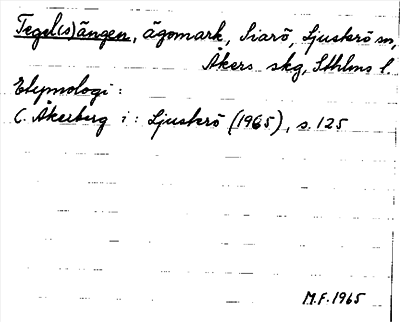 Tegel(s)ängen, ägomark, Siarö, Ljusterö sn,
Åkers skg, Sthlms l.
Etymologi:
C. Åkerberg i: Ljusterö (1965), s. 125
M.F. 1965